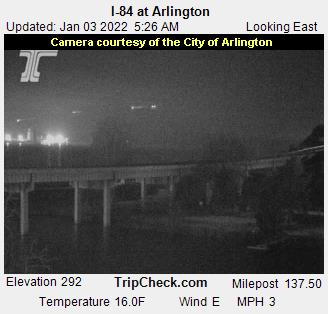 I-84 at Arlington
Updated: Jan 03 2022 5:26 AM Looking East
Camera courtesy of the City of Arlington
Elevation 292 TripCheck.com Milepost 137.50
Temperature 16.0F Wind E MPH 3